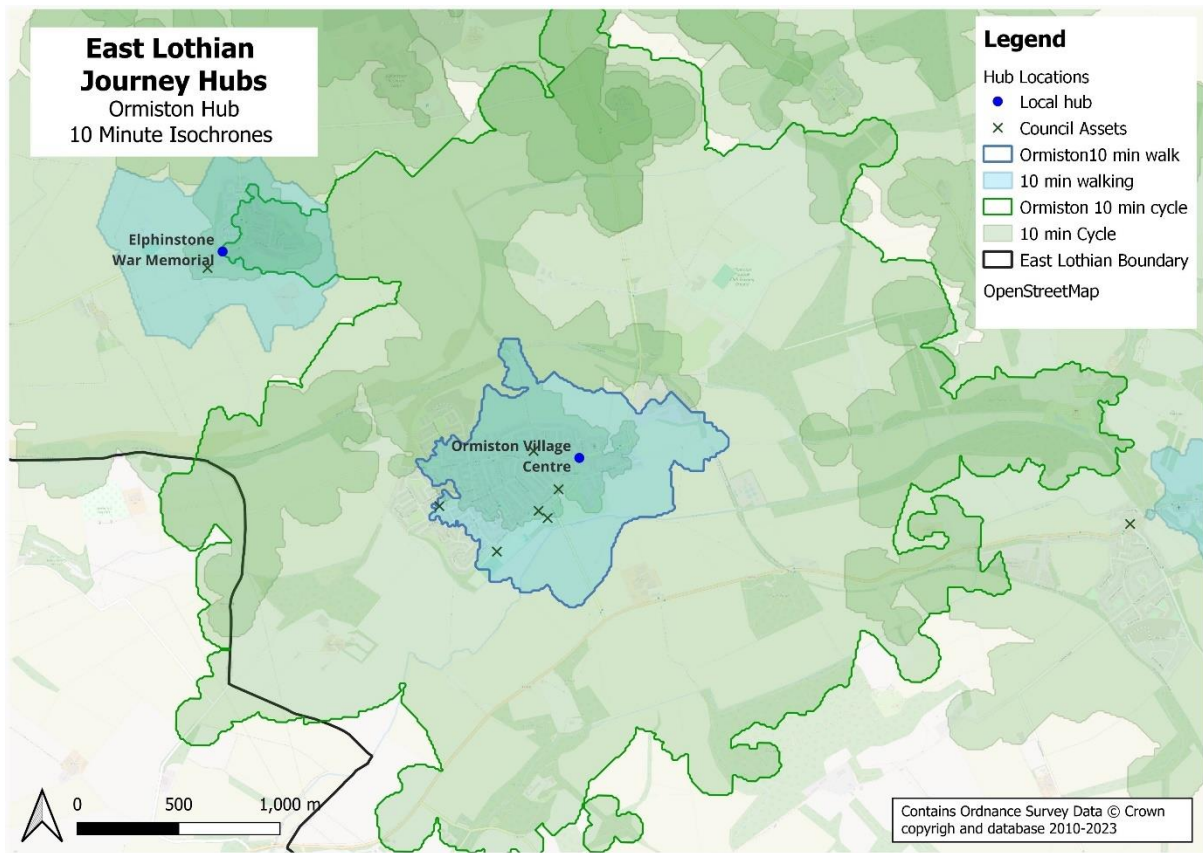 East Lothian
Journey Hubs
Ormiston Hub
10 Minute Isochrones
Legend
Hub Locations
Local hub
Council Assets
Ormiston10 min walk
10 min walking
Ormiston 10 min cycle
10 min Cycle
East Lothian Boundary
OpenStreetMap
Elphinstone
War Memorial
Ormiston Village
Centre
0 500 1,000 m
Contains Ordnance Survey Data © Crown
copyrigh and database 2010-2023